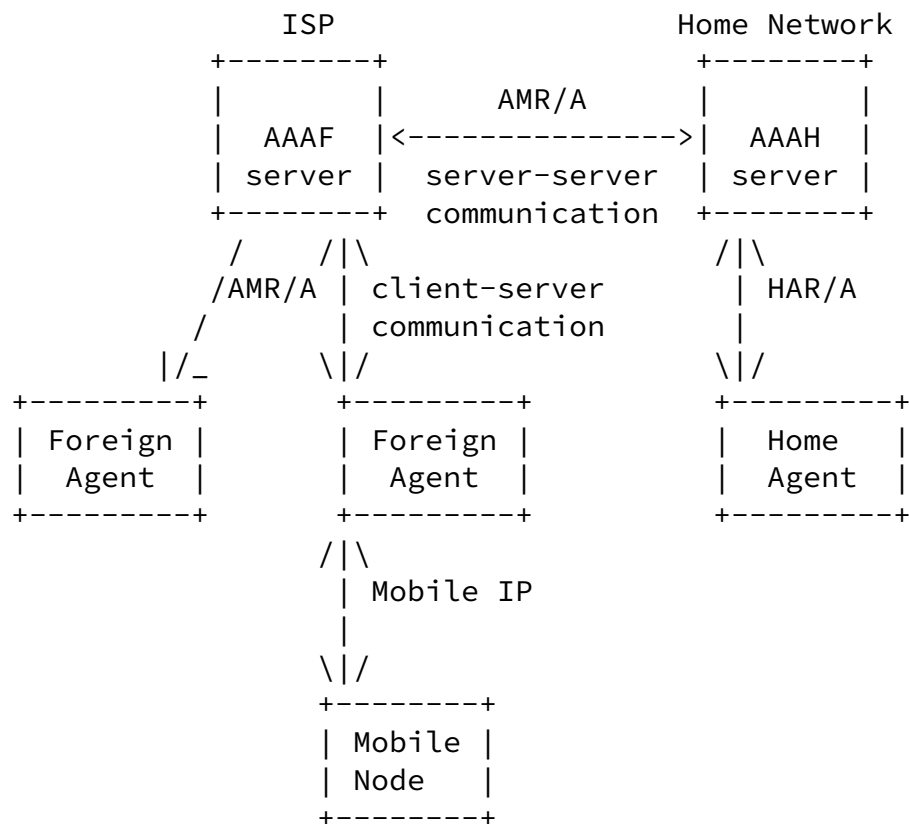 ISP Home Network
AMR/A
AAAF AAAH
server server-server server
communication
/AMR/A client-server HAR/A
communication
Foreign Foreign Home
Agent Agent Agent
Mobile IP
Mobile
Node